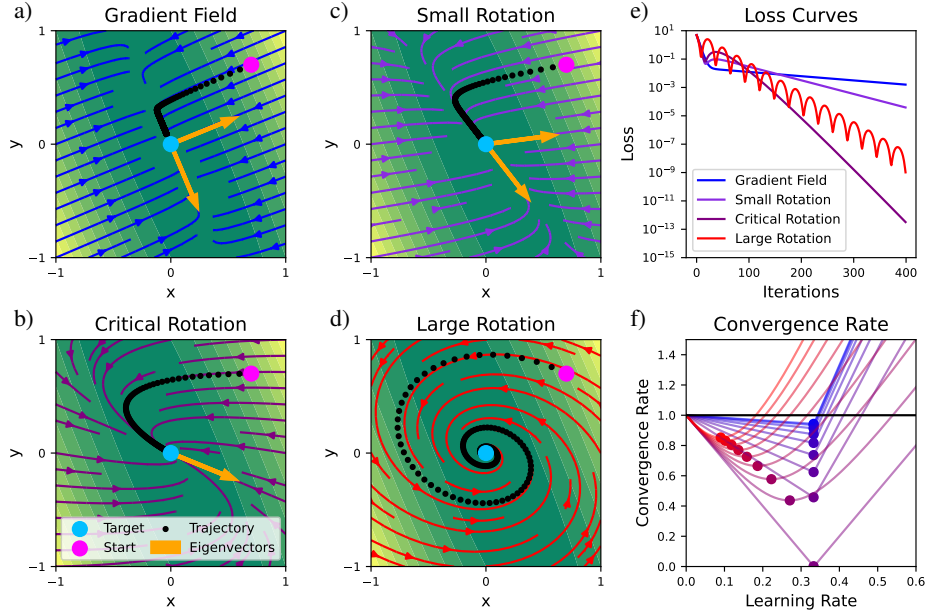 a)
Gradient Field
1
0
−1
y
−1
0
1
x
c)
Small Rotation
1
0
−1
y
−1
0
1
x
e)
Loss Curves
10^1
10^-1
10^-3
10^-5
10^-7
10^-9
10^-11
10^-13
10^-15
Loss
Gradient Field
Small Rotation
Critical Rotation
Large Rotation
0
100
200
300
400
Iterations
b)
Critical Rotation
1
0
−1
y
Target
Trajectory
Start
Eigenvectors
−1
0
1
x
d)
Large Rotation
1
0
−1
y
−1
0
1
x
f)
Convergence Rate
1.4
1.2
1.0
0.8
0.6
0.4
0.2
0.0
Convergence Rate
0.0
0.1
0.2
0.3
0.4
0.5
0.6
Learning Rate